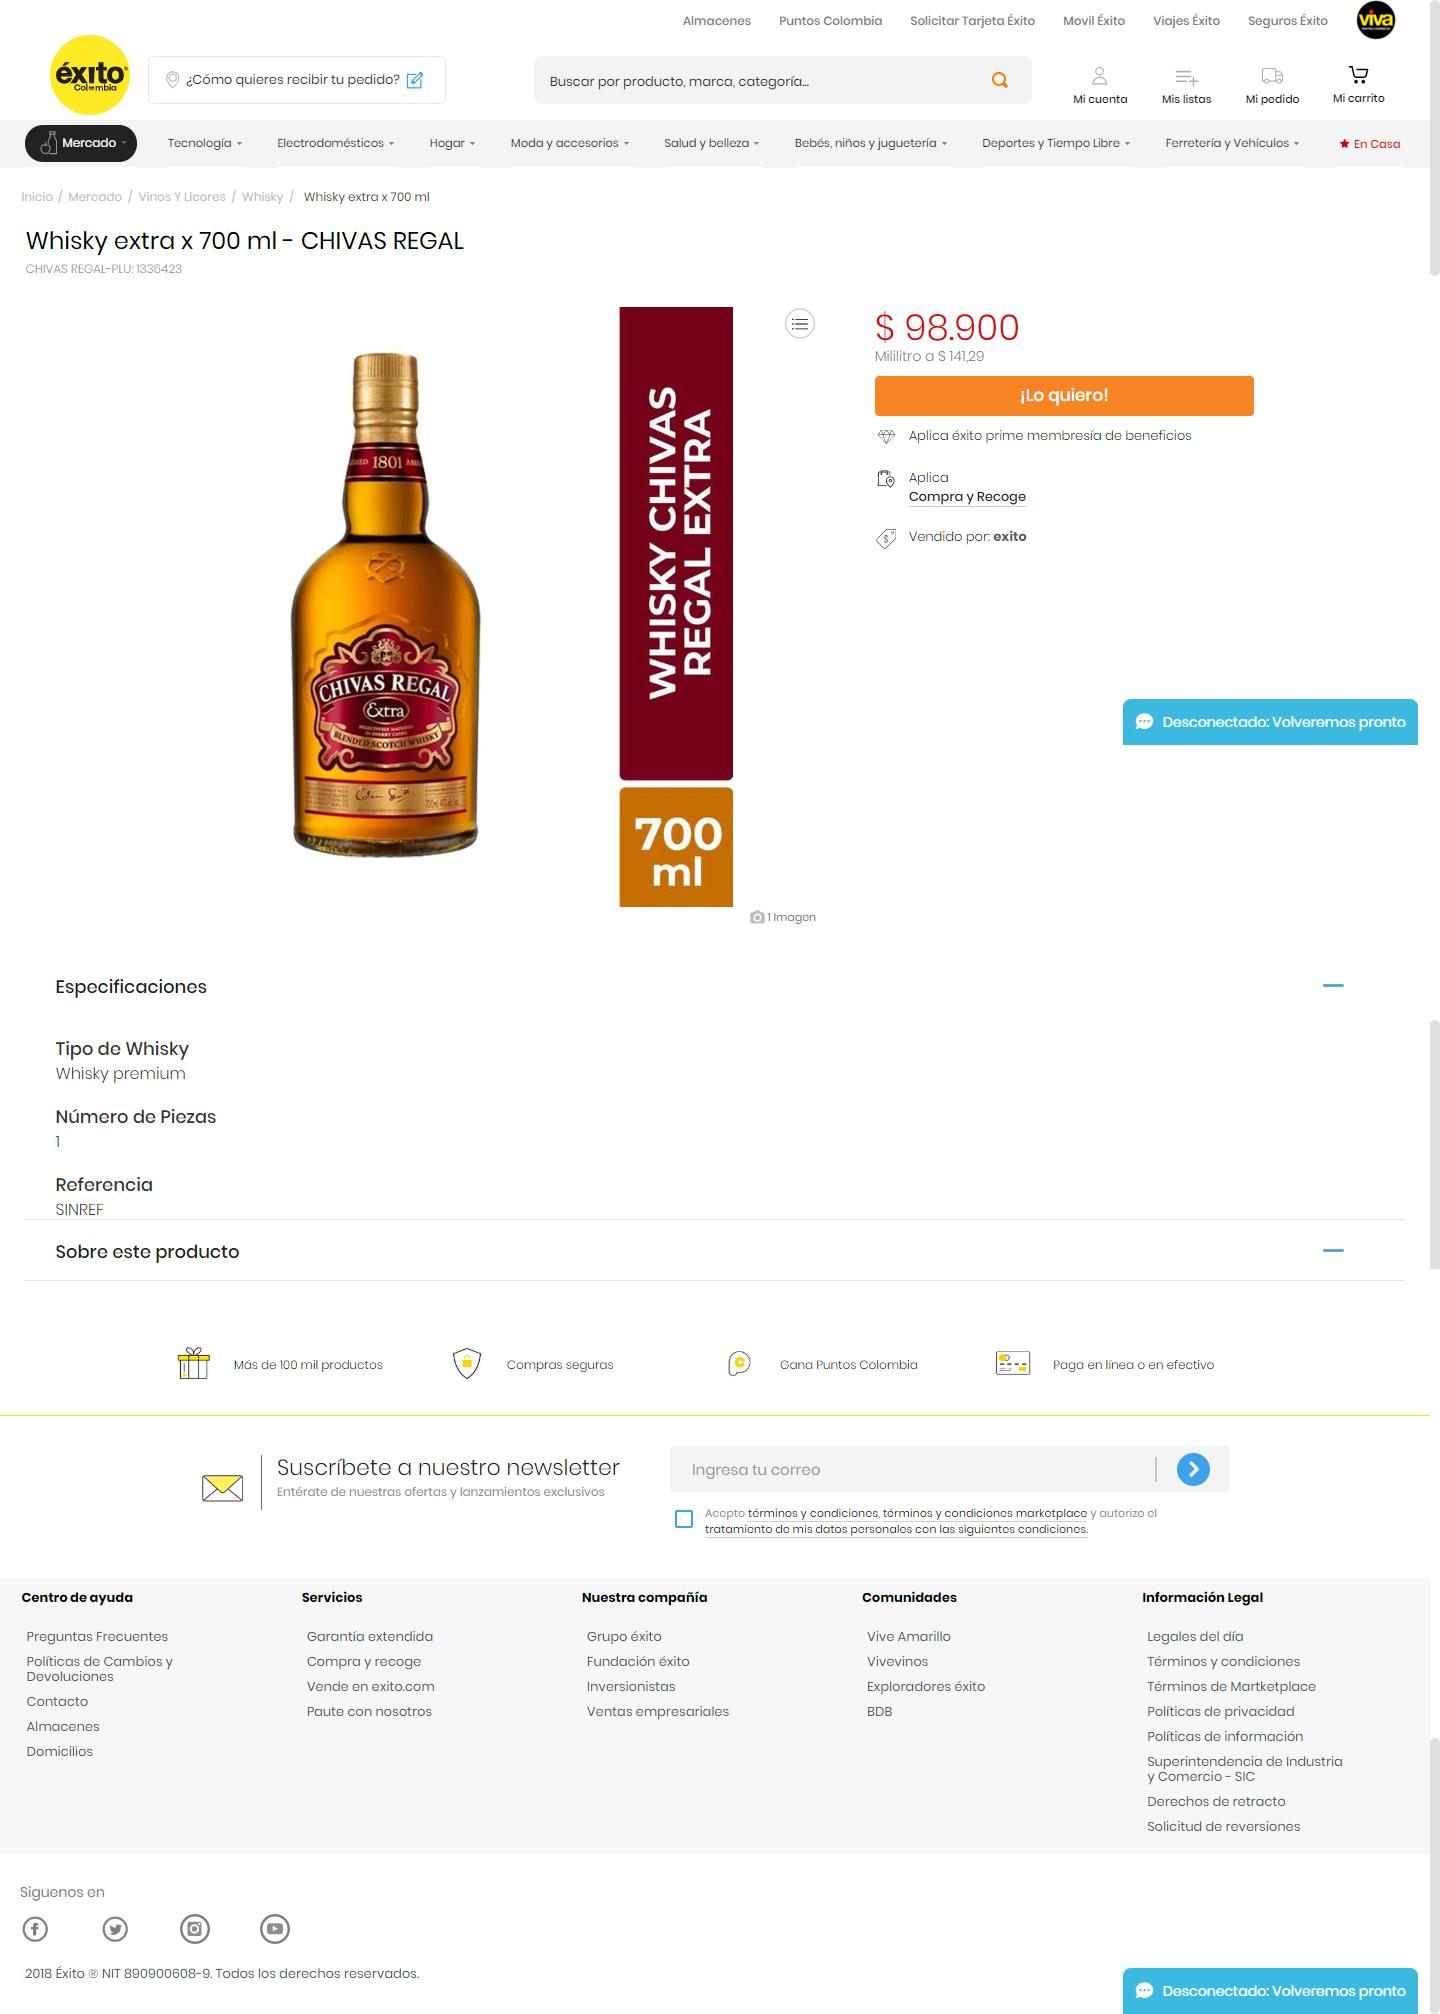 Almacenes
Puntos Colombia
Solicitar Tarjeta Éxito
Movil Éxito
Viajes Éxito
Seguros Éxito
viva
éxito
Colombia
¿Cómo quieres recibir tu pedido?
Buscar por producto, marca, categoría...
Mi cuenta
Mis listas
Mi pedido
Mi carrito
Mercado
Tecnología
Electrodomésticos
Hogar
Moda y accesorios
Salud y belleza
Bebés, niños y juguetería
Deportes y Tiempo Libre
Ferretería y Vehículos
En Casa
Inicio / Mercado / Vinos Y Licores / Whisky / Whisky extra x 700 ml
Whisky extra x 700 ml - CHIVAS REGAL
CHIVAS REGAL-PLU: 1336423
1801
CHIVAS REGAL
Extra
BLENDED SCOTCH WHISKY
WHISKY CHIVAS
REGAL EXTRA
700
ml
1 Imagen
$ 98.900
Mililitro a $ 141,29
¡Lo quiero!
Aplica éxito prime membresía de beneficios
Aplica
Compra y Recoge
Vendido por: exito
Desconectado: Volveremos pronto
Especificaciones
Tipo de Whisky
Whisky premium
Número de Piezas
1
Referencia
SINREF
Sobre este producto
Más de 100 mil productos
Compras seguras
Gana Puntos Colombia
Paga en línea o en efectivo
Suscríbete a nuestro newsletter
Entérate de nuestras ofertas y lanzamientos exclusivos
Ingresa tu correo
Acepto términos y condiciones, términos y condiciones marketplace y autorizo el
tratamiento de mis datos personales con las siguientes condiciones.
Centro de ayuda
Preguntas Frecuentes
Políticas de Cambios y
Devoluciones
Contacto
Almacenes
Domicilios
Servicios
Garantía extendida
Compra y recoge
Vende en exito.com
Paute con nosotros
Nuestra compañía
Grupo éxito
Fundación éxito
Inversionistas
Ventas empresariales
Comunidades
Vive Amarillo
Vivevinos
Exploradores éxito
BDB
Información Legal
Legales del día
Términos y condiciones
Términos de Martketplace
Políticas de privacidad
Políticas de información
Superintendencia de Industria
y Comercio - SIC
Derechos de retracto
Solicitud de reversiones
Siguenos en
2018 Éxito ® NIT 890900608-9. Todos los derechos reservados.
Desconectado: Volveremos pronto